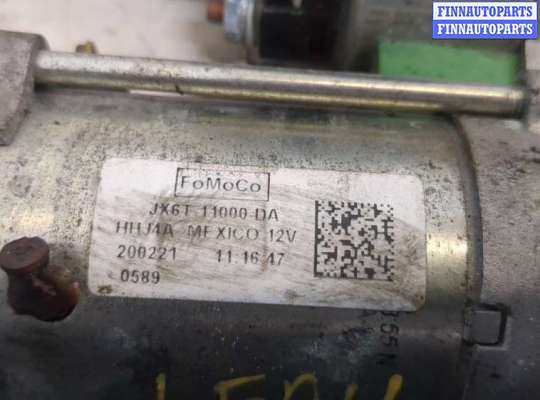 FINNAUTOPARTS
FINNAUTOPARTS
FoMoCo
JX6T 11000 DA
HHJ4A MEXICO 12V
200221 11.16.47
0589